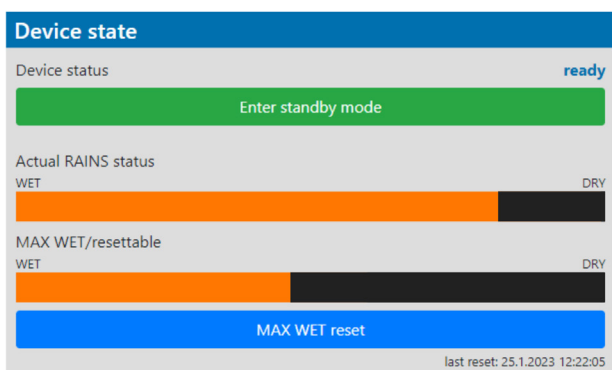 Device state
Device status ready
Enter standby mode
Actual RAINS status
WET DRY
MAX WET/resettable
WET DRY
MAX WET reset
last reset: 25.1.2023 12:22:05